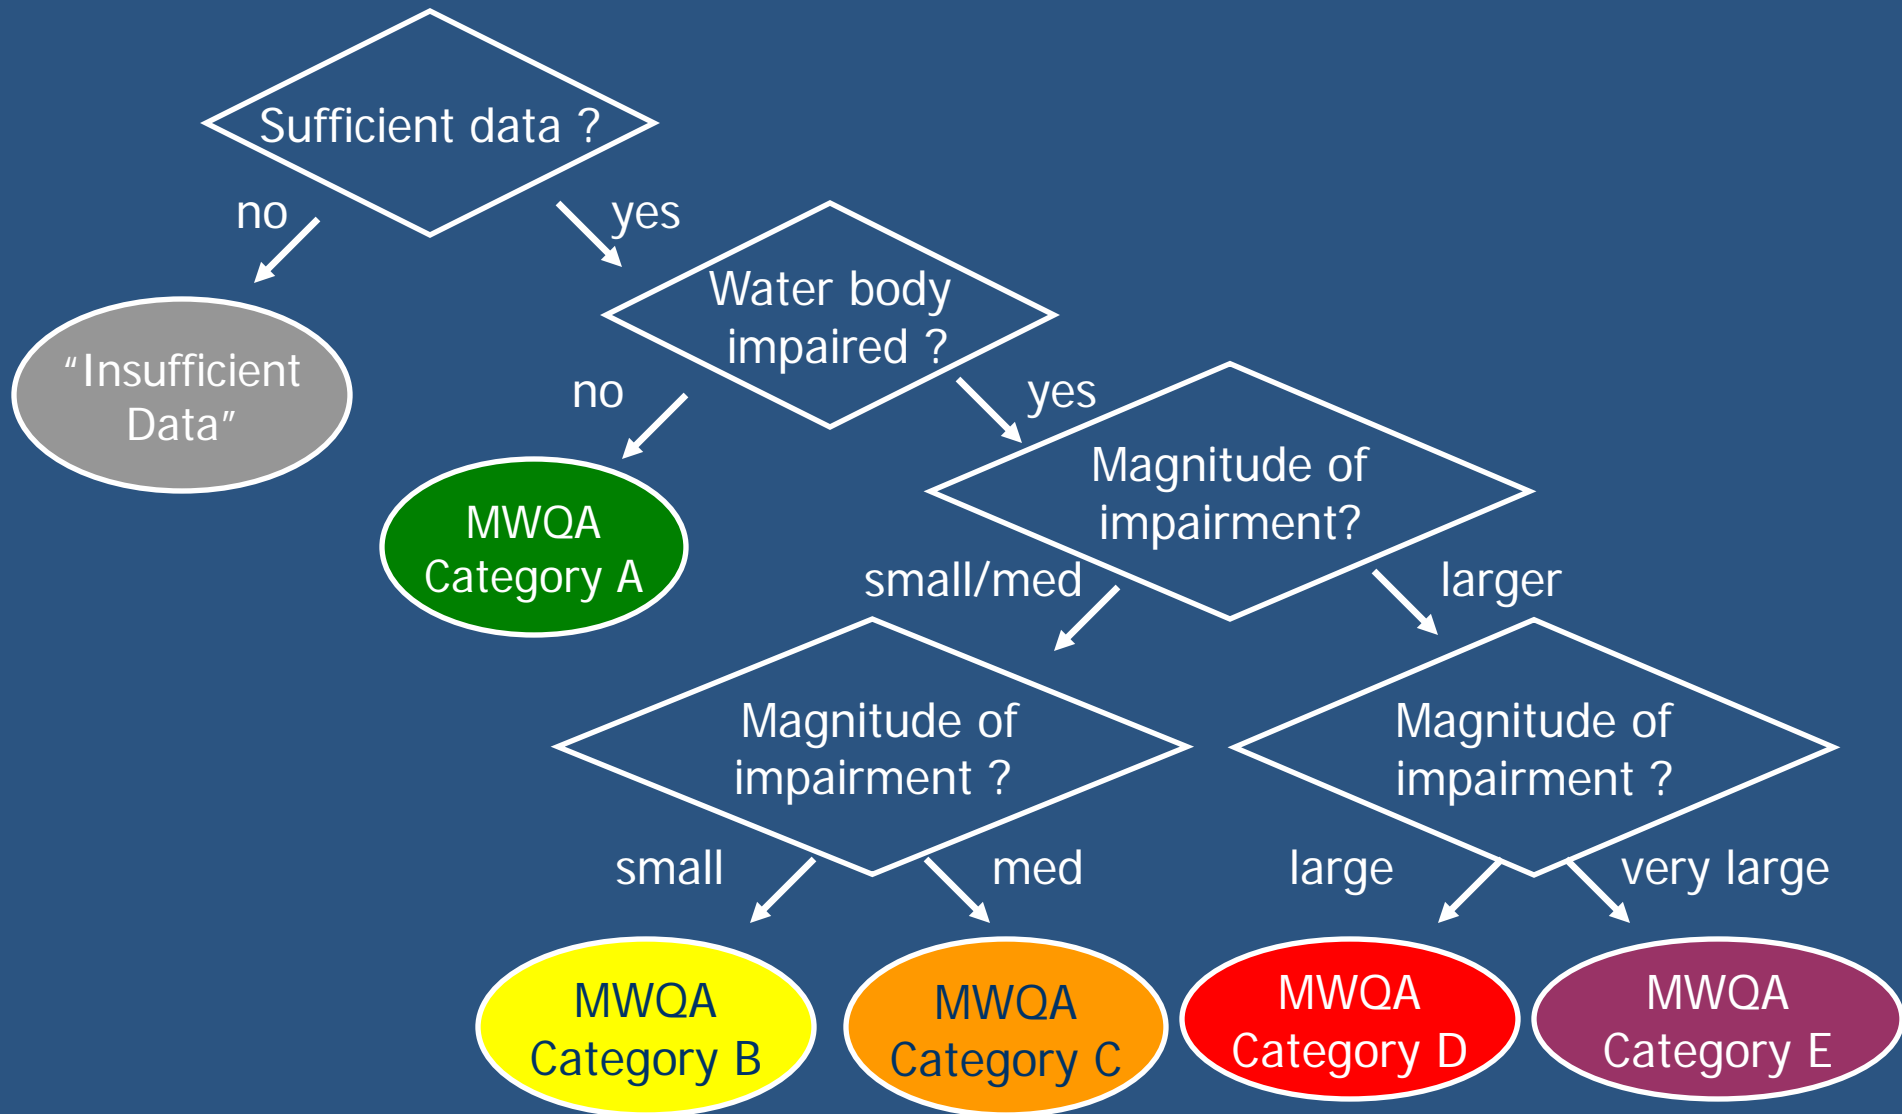 Sufficient data ?
no
yes
Water body
impaired ?
“Insufficient
Data”
no
yes
Magnitude of
impairment?
MWQA
Category A
small/med
larger
Magnitude of
impairment ?
Magnitude of
impairment ?
small
med
large
very large
MWQA
Category B
MWQA
Category C
MWQA
Category D
MWQA
Category E